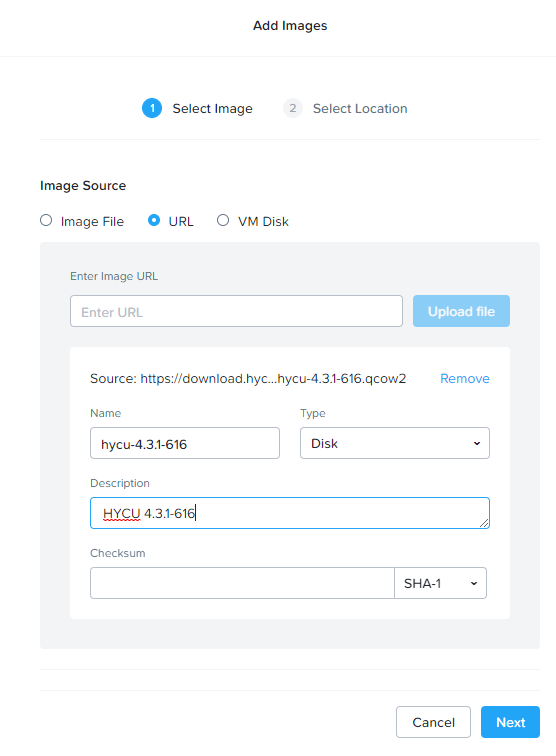 Add Images
1 Select Image 2 Select Location
Image Source
Image File URL VM Disk
Enter Image URL
Enter URL Upload file
Source: https://download.hyc...hycu-4.3.1-616.qcow2 Remove
Name Type
hycu-4.3.1-616 Disk
Description
HYCU 4.3.1-616
Checksum
SHA-1
Cancel Next